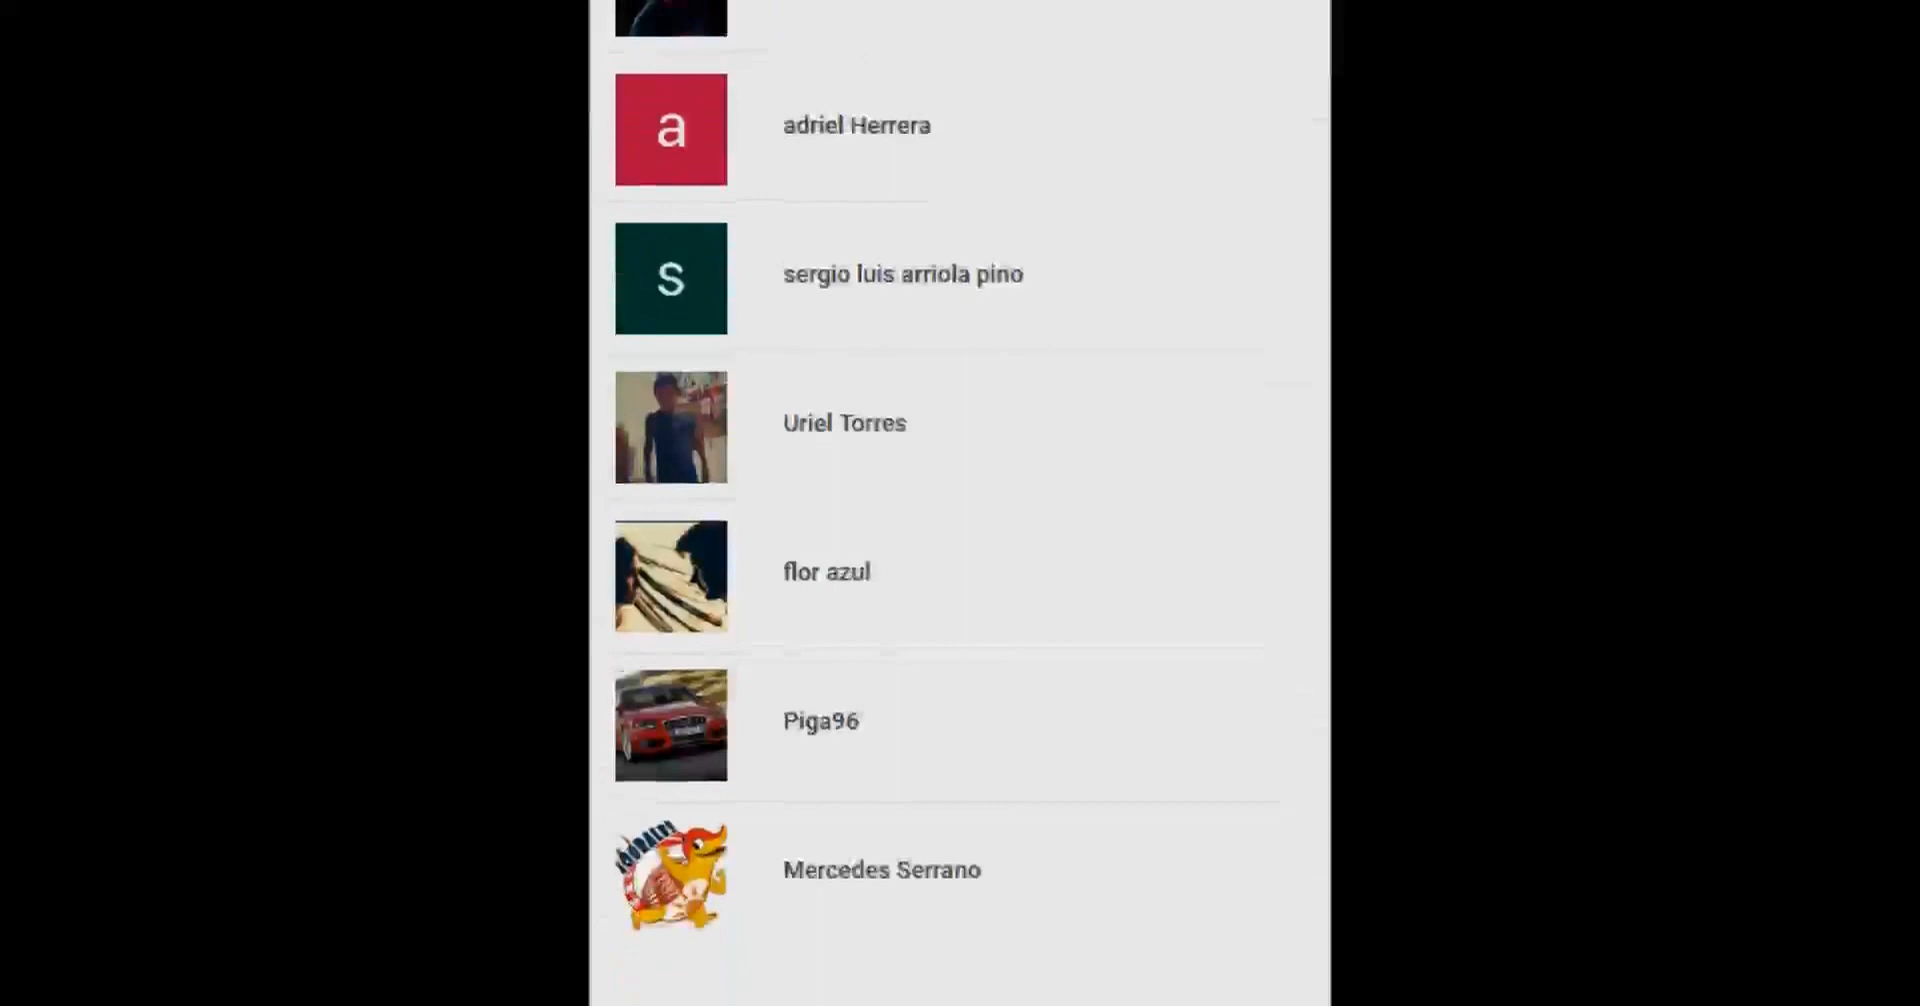 a
adriel Herrera
s
sergio luis arriola pino
Uriel Torres
flor azul
Piga96
Mercedes Serrano